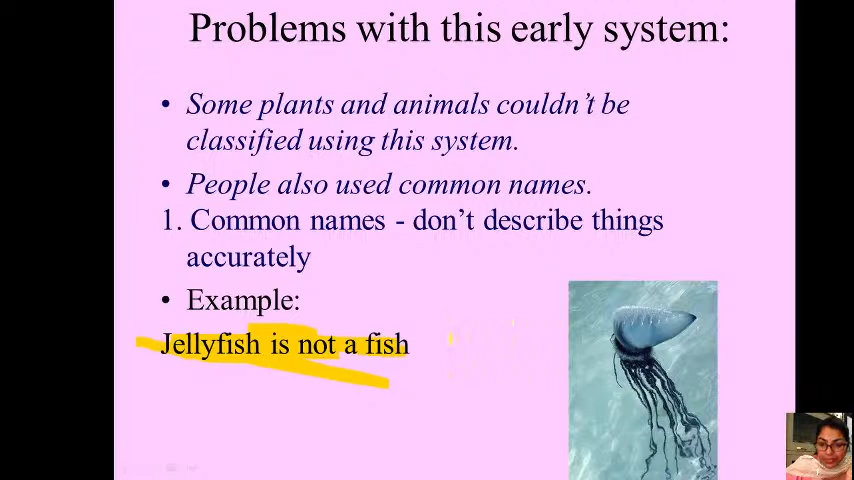 Problems with this early system:
• Some plants and animals couldn’t be
classified using this system.
• People also used common names.
1. Common names - don’t describe things
accurately
• Example:
Jellyfish is not a fish